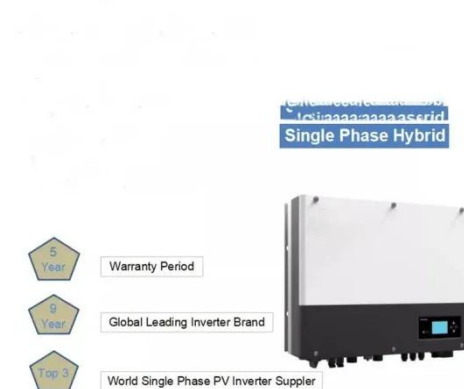 Single Phase Hybrid
5
Year
Warranty Period
9
Year
Global Leading Inverter Brand
Top 3
World Single Phase PV Inverter Suppler